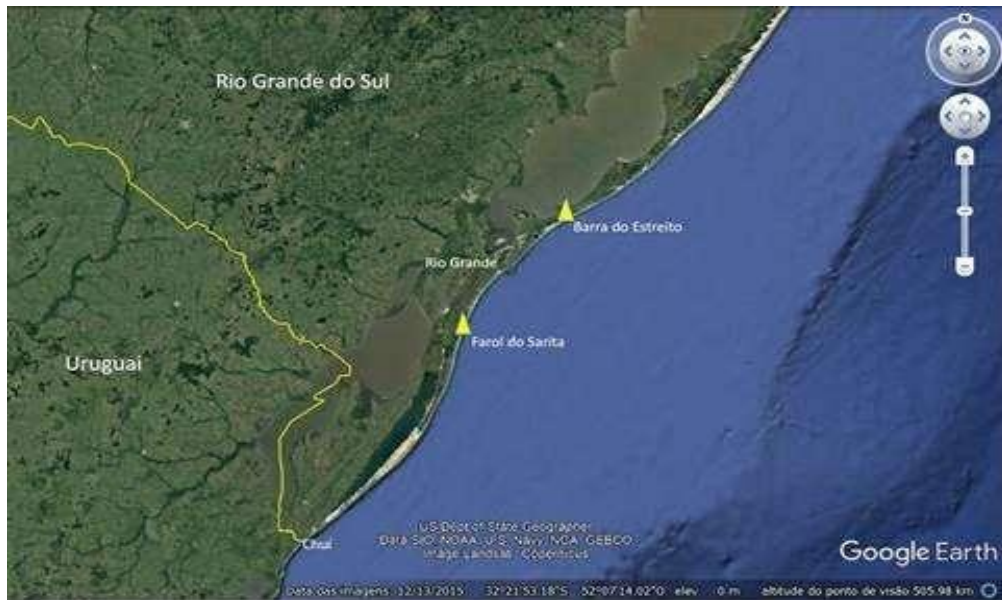 N
Rio Grande do Sul
Barra do Estreito
Rio Grande
Farol do Sarita
Uruguai
Chuí
US Dept of State Geographer
Data SIO, NOAA, U.S. Navy, NGA, GEBCO
Image Landsat / Copernicus
Google Earth
Data das imagens: 12/13/2015 32°21'53.18"S 52°07'14.02"O elev 0 m altitude do ponto de visão 505.98 km